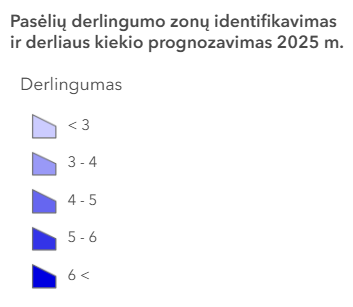 Pasėlių derlingumo zonų identifikavimas
ir derliaus kiekio prognozavimas 2025 m.
Derlingumas
< 3
3 - 4
4 - 5
5 - 6
6 <